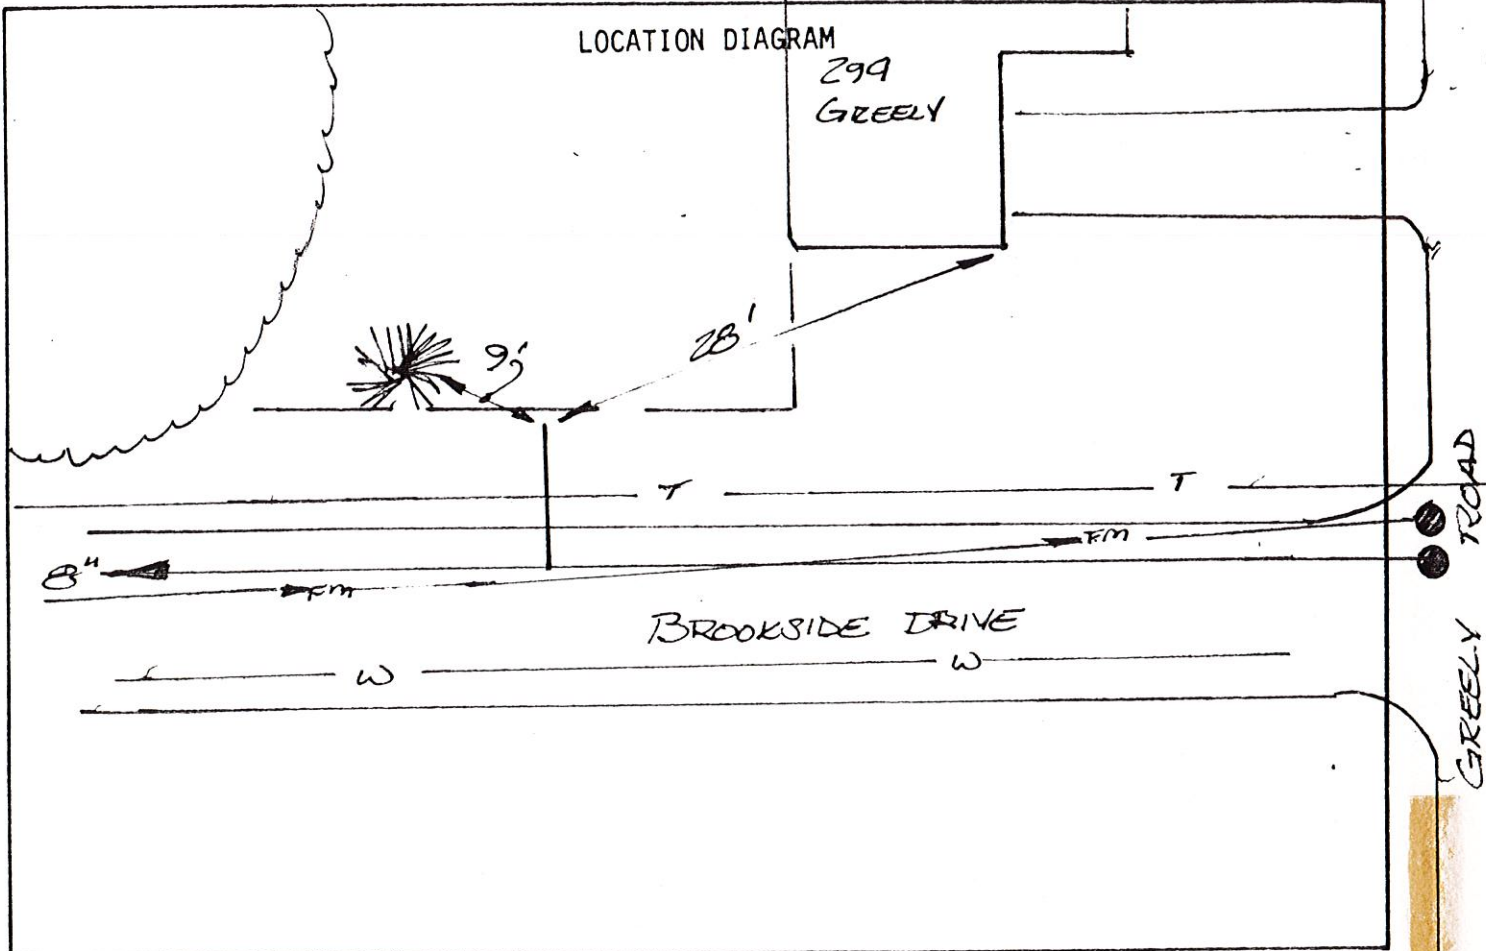 LOCATION DIAGRAM
299
GREELY
28'
9'
T
T
FM
8"
FM
BROOKSIDE DRIVE
W
W
GREELY ROAD